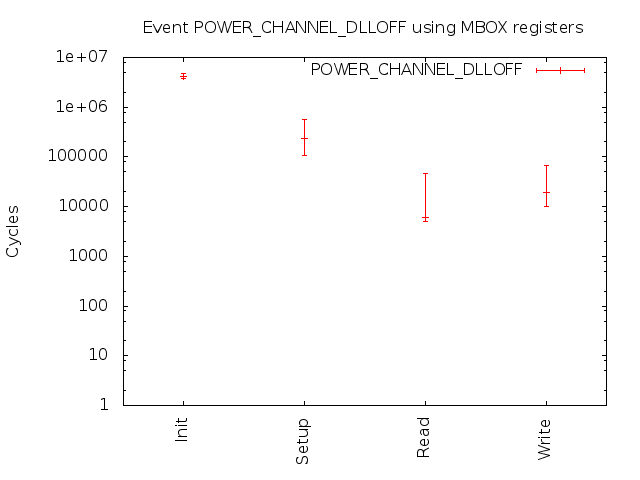 Event POWER_CHANNEL_DLLOFF using MBOX registers
POWER_CHANNEL_DLLOFF
1e+07
1e+06
100000
10000
1000
100
10
1
Cycles
Init
Setup
Read
Write